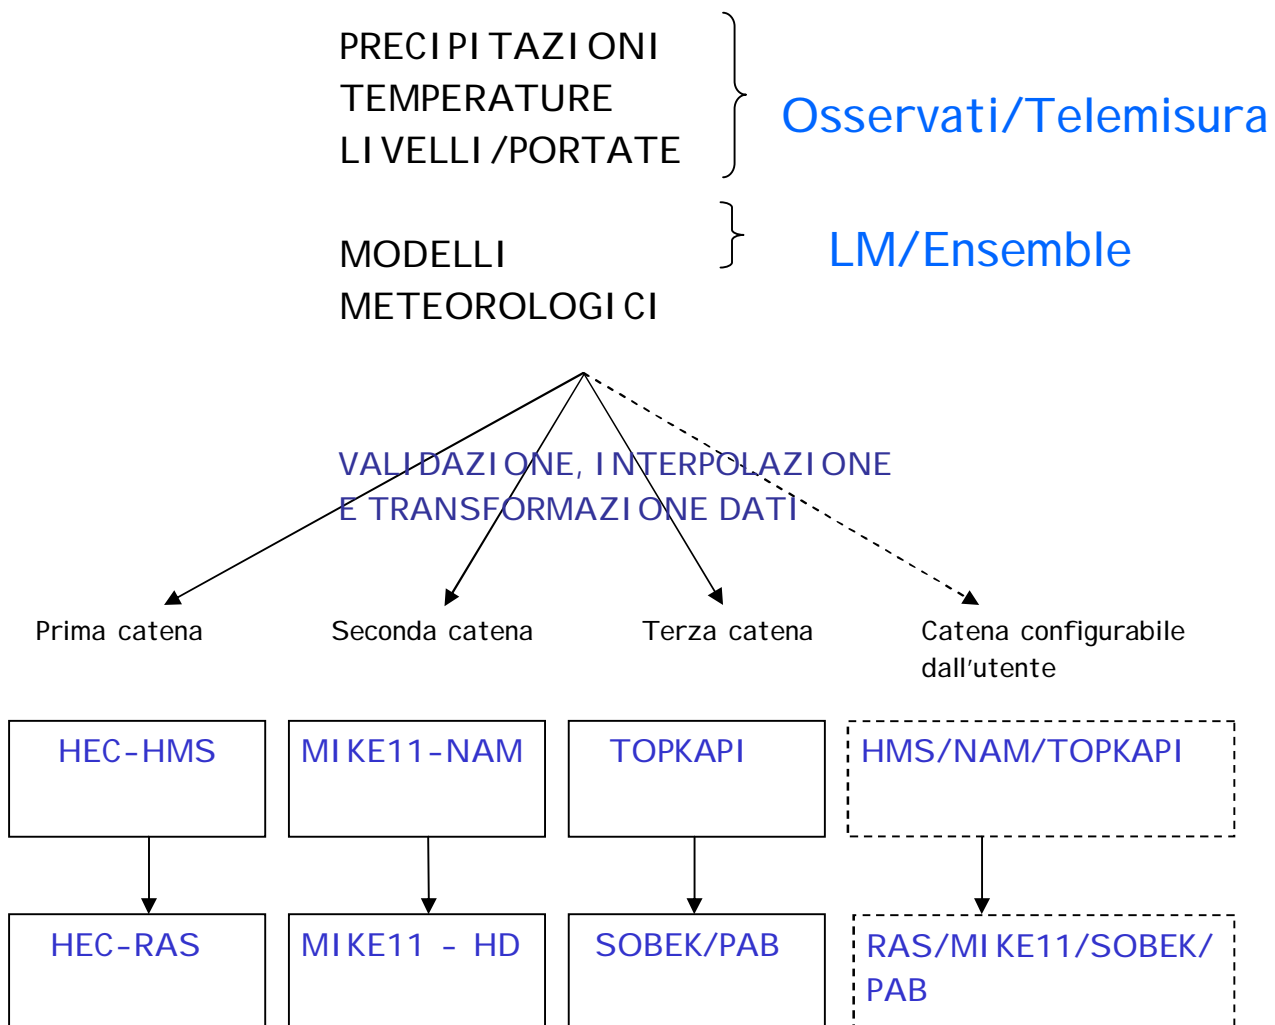 PRECIPITAZIONI
TEMPERATURE
LIVELLI/PORTATE
Osservati/Telemisura
MODELLI
METEOROLOGICI
LM/Ensemble
VALIDAZIONE, INTERPOLAZIONE
E TRANSFORMAZIONE DATI
Prima catena
Seconda catena
Terza catena
Catena configurabile
dall'utente
HEC-HMS
MIKE11-NAM
TOPKAPI
HMS/NAM/TOPKAPI
HEC-RAS
MIKE11 - HD
SOBEK/PAB
RAS/MIKE11/SOBEK/
PAB